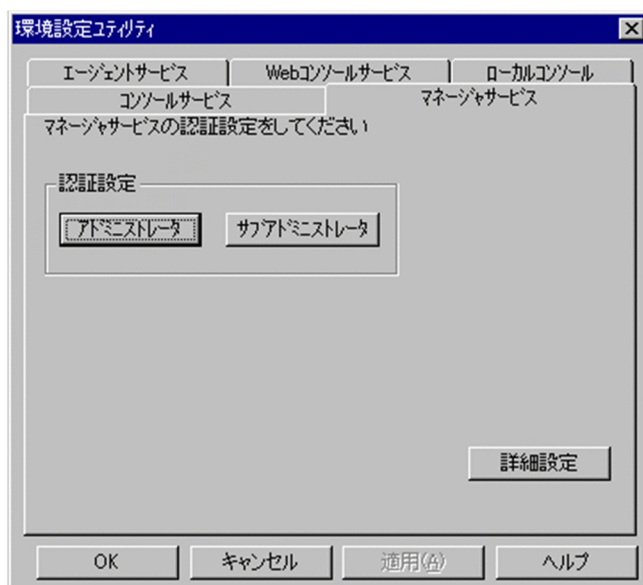 環境設定ユティリティ
エージェントサービス
Webコンソールサービス
ローカルコンソール
コンソールサービス
マネージャサービス
マネージャサービスの認証設定をしてください
認証設定
アドミニストレータ
サブアドミニストレータ
詳細設定
OK
キャンセル
適用(A)
ヘルプ